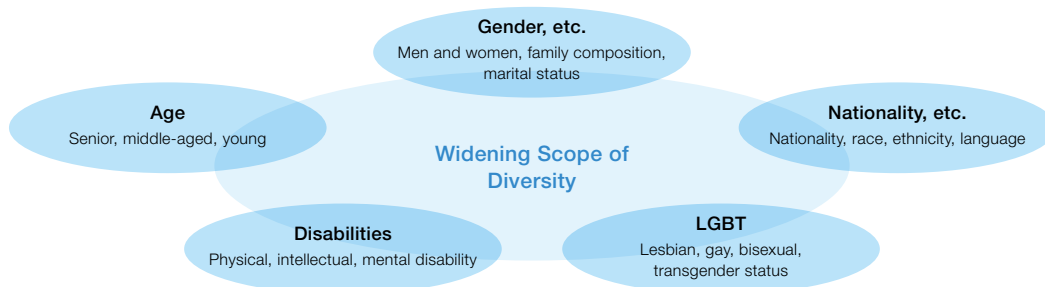 Gender, etc.
Men and women, family composition,
marital status
Age
Senior, middle-aged, young
Nationality, etc.
Nationality, race, ethnicity, language
Widening Scope of
Diversity
Disabilities
Physical, intellectual, mental disability
LGBT
Lesbian, gay, bisexual,
transgender status